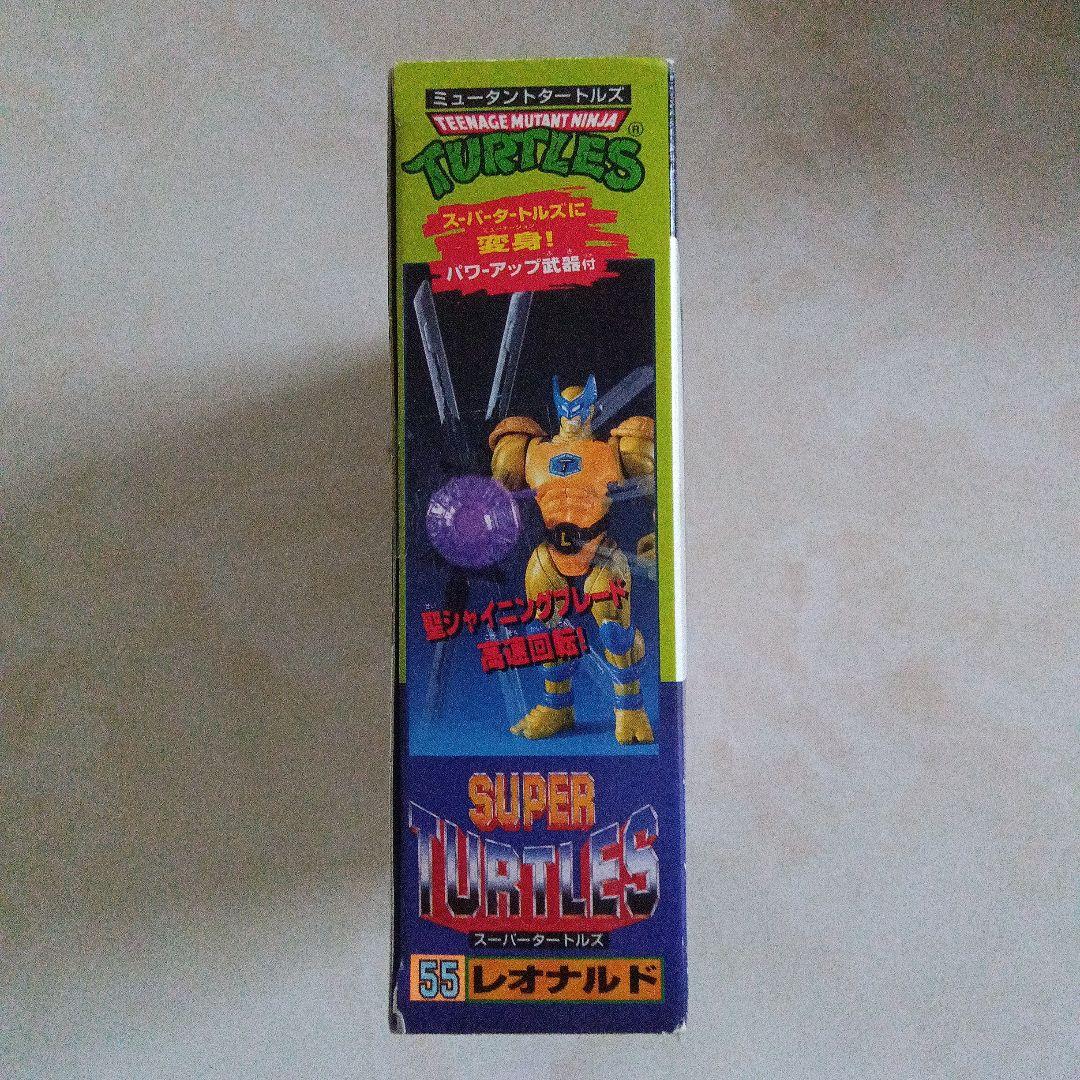 ミュータントタートルズ
TEENAGE MUTANT NINJA
TURTLES®
スーパータートルズに
変身!
パワーアップ武器付
T
L
聖シャイニングブレード
高速回転!
SUPER
TURTLES
スーパータートルズ
55 レオナルド